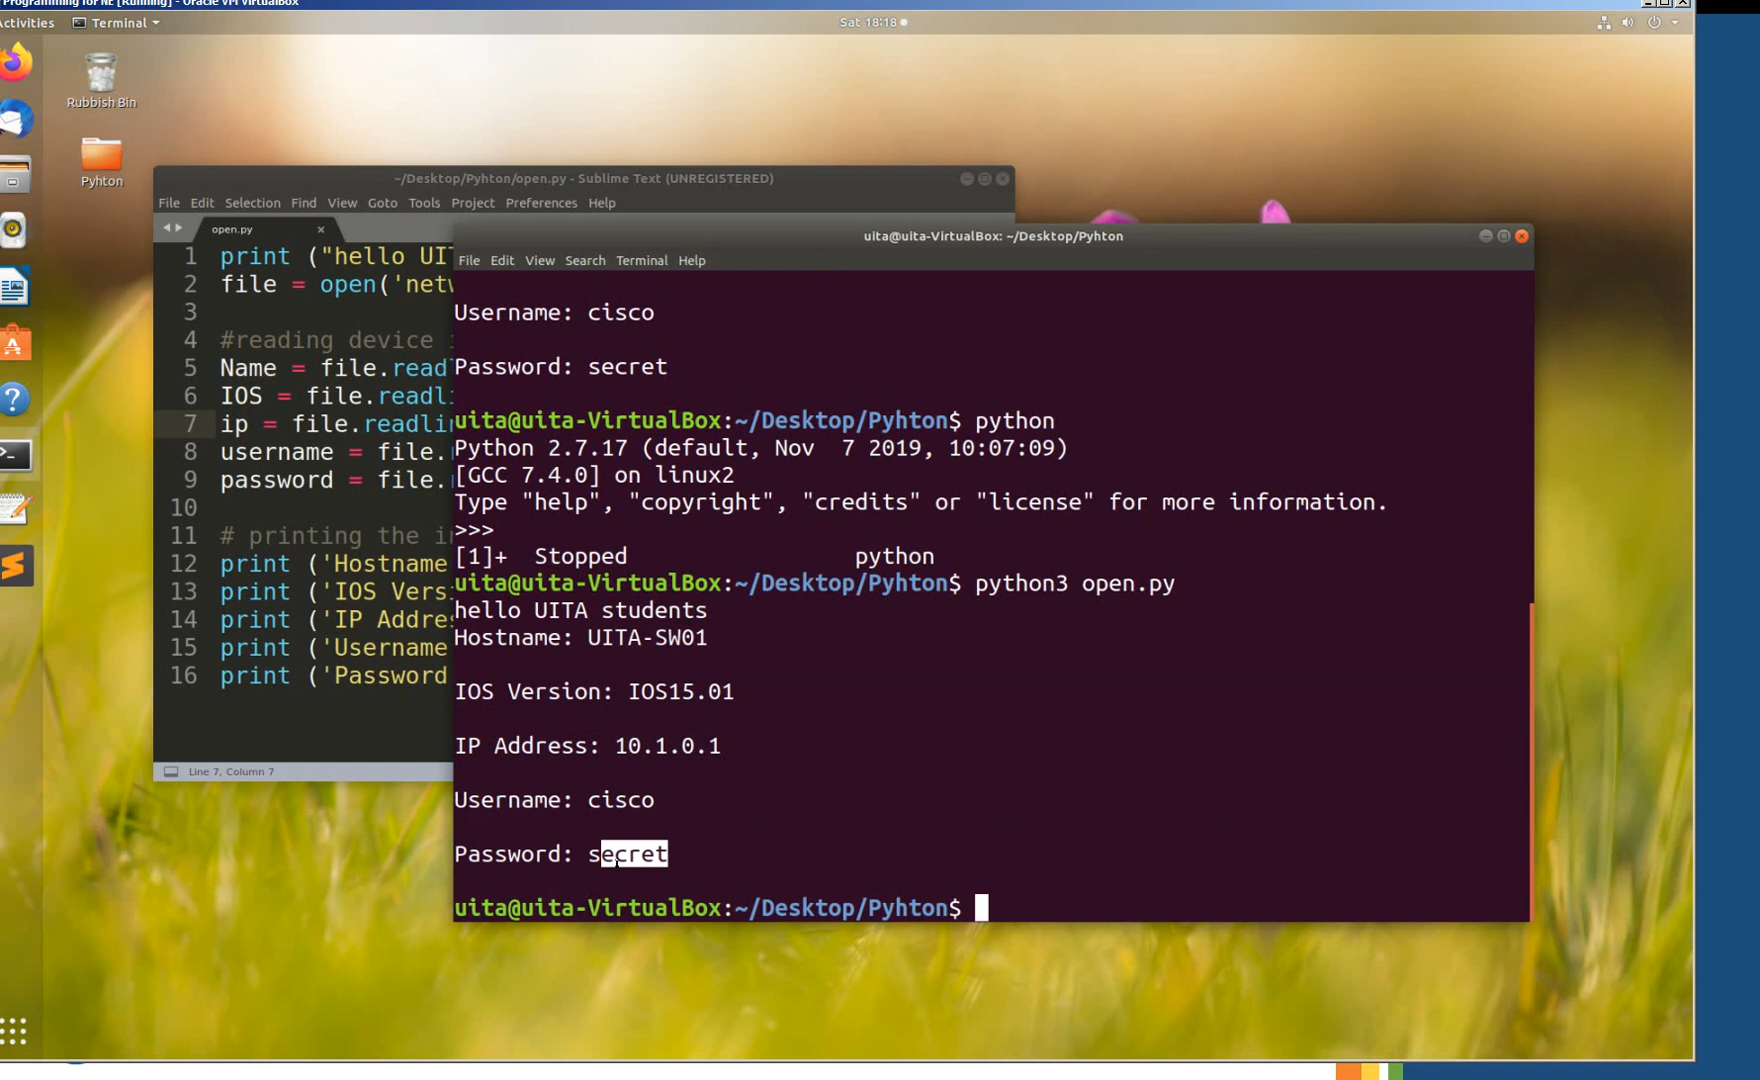 Programming for NE [Running] - Oracle VM VirtualBox
Activities Terminal Sat 18:18
Rubbish Bin
Pyhton
~/Desktop/Pyhton/open.py - Sublime Text (UNREGISTERED)
File Edit Selection Find View Goto Tools Project Preferences Help
open.py
1 print ("hello UIT
2 file = open('netw
3
4 #reading device
5 Name = file.read
6 IOS = file.readl
7 ip = file.readlin
8 username = file.
9 password = file.
10
11 # printing the i
12 print ('Hostname
13 print ('IOS Vers
14 print ('IP Addres
15 print ('Username
16 print ('Password
Line 7, Column 7
uita@uita-VirtualBox: ~/Desktop/Pyhton
File Edit View Search Terminal Help
Username: cisco
Password: secret
uita@uita-VirtualBox:~/Desktop/Pyhton$ python
Python 2.7.17 (default, Nov  7 2019, 10:07:09)
[GCC 7.4.0] on linux2
Type "help", "copyright", "credits" or "license" for more information.
>>>
[1]+  Stopped                 python
uita@uita-VirtualBox:~/Desktop/Pyhton$ python3 open.py
hello UITA students
Hostname: UITA-SW01
IOS Version: IOS15.01
IP Address: 10.1.0.1
Username: cisco
Password: secret
uita@uita-VirtualBox:~/Desktop/Pyhton$